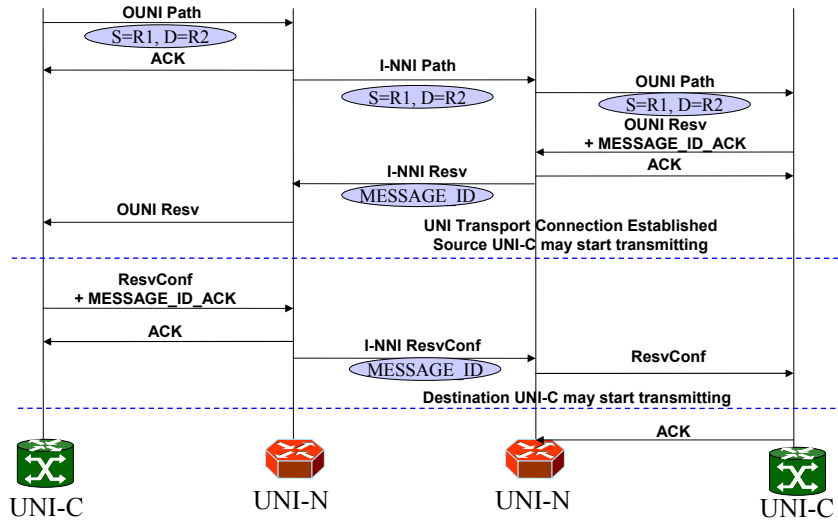 OUNI Path
S=R1, D=R2
ACK
I-NNI Path
S=R1, D=R2
OUNI Path
S=R1, D=R2
OUNI Resv
+ MESSAGE_ID_ACK
ACK
I-NNI Resv
MESSAGE_ID
OUNI Resv
UNI Transport Connection Established
Source UNI-C may start transmitting
ResvConf
+ MESSAGE_ID_ACK
ACK
I-NNI ResvConf
MESSAGE_ID
ResvConf
Destination UNI-C may start transmitting
ACK
UNI-C
UNI-N
UNI-N
UNI-C